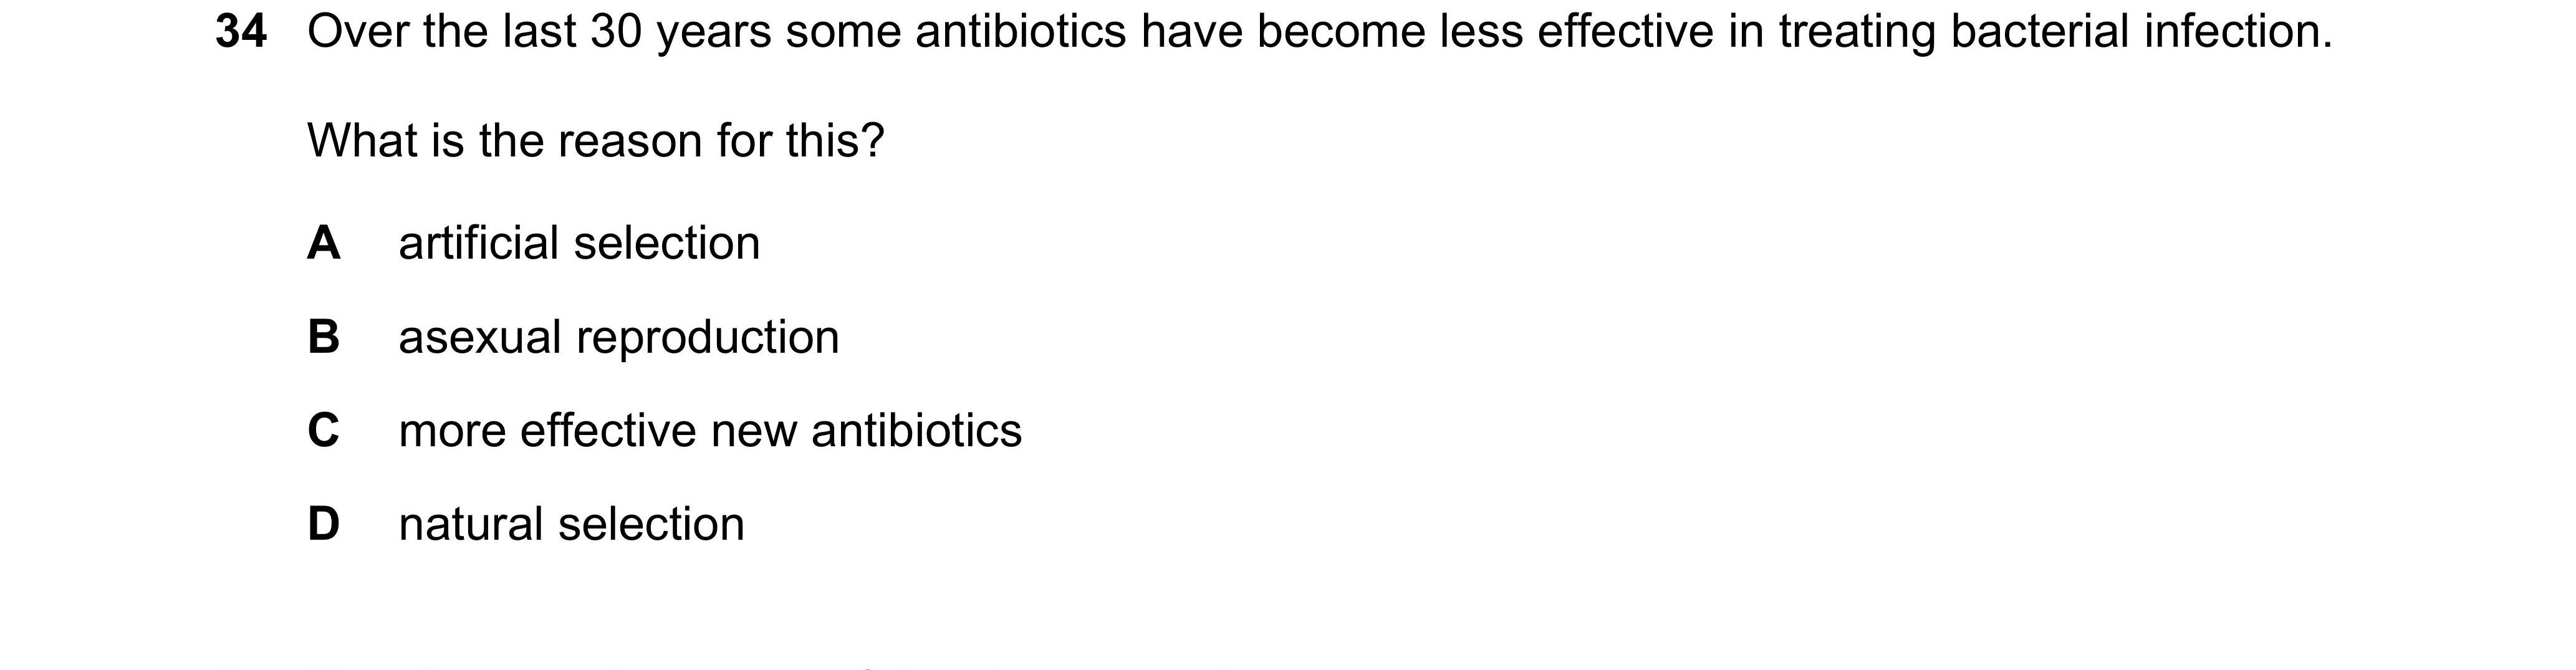 34 Over the last 30 years some antibiotics have become less effective in treating bacterial infection.
What is the reason for this?
A artificial selection
B asexual reproduction
C more effective new antibiotics
D natural selection